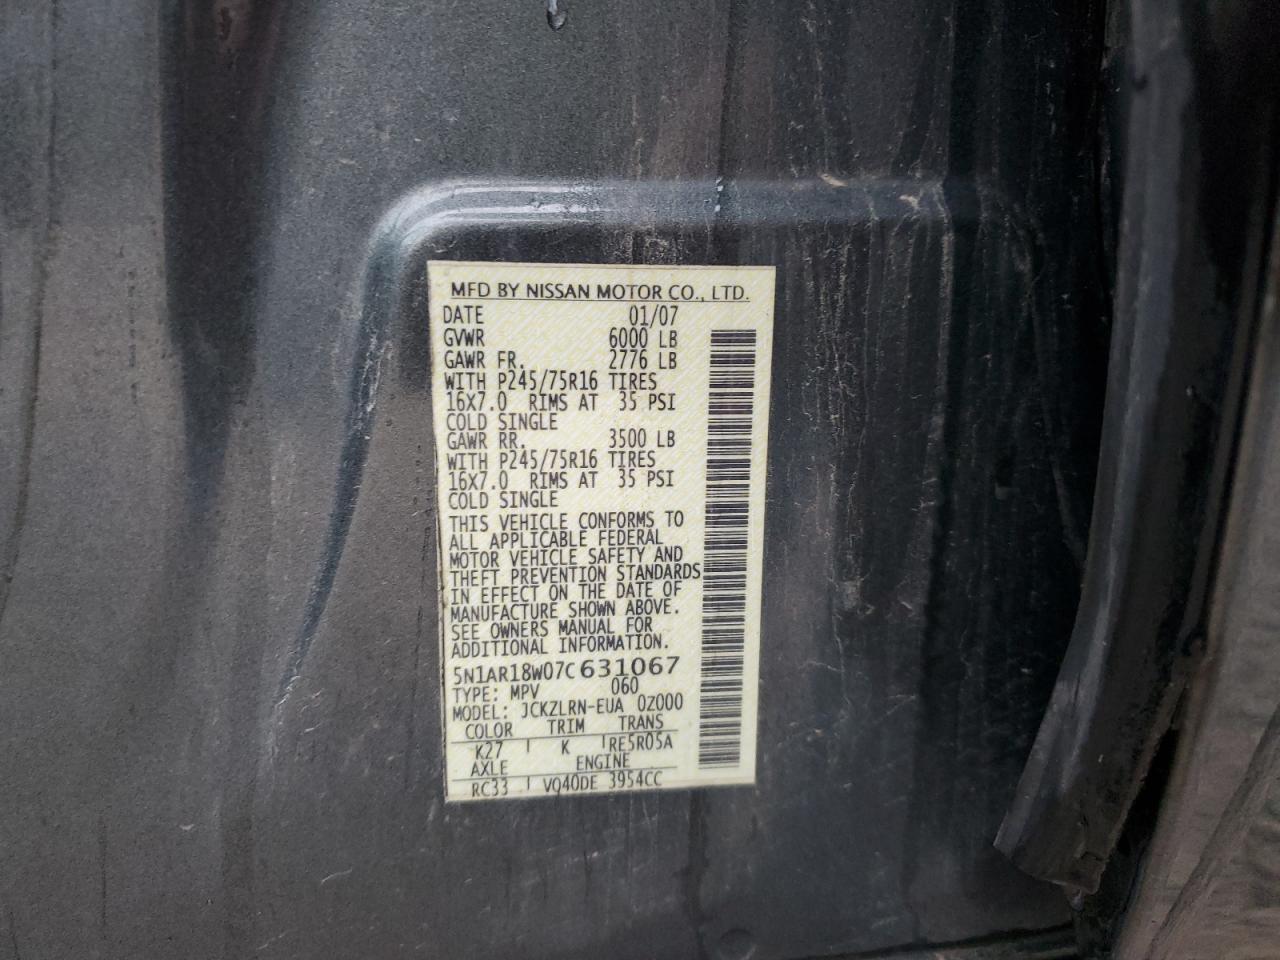 MFD BY NISSAN MOTOR CO., LTD.
DATE 01/07
GVWR 6000 LB
GAWR FR. 2776 LB
WITH P245/75R16 TIRES
16X7.0 RIMS AT 35 PSI
COLD SINGLE
GAWR RR. 3500 LB
WITH P245/75R16 TIRES
16X7.0 RIMS AT 35 PSI
COLD SINGLE
THIS VEHICLE CONFORMS TO
ALL APPLICABLE FEDERAL
MOTOR VEHICLE SAFETY AND
THEFT PREVENTION STANDARDS
IN EFFECT ON THE DATE OF
MANUFACTURE SHOWN ABOVE.
SEE OWNERS MANUAL FOR
ADDITIONAL INFORMATION.
5N1AR18W07C631067
TYPE: MPV 060
MODEL: JCKZLRN-EUA 0Z000
COLOR TRIM TRANS
K27 K RE5R05A
AXLE ENGINE
RC33 VQ40DE 3954CC